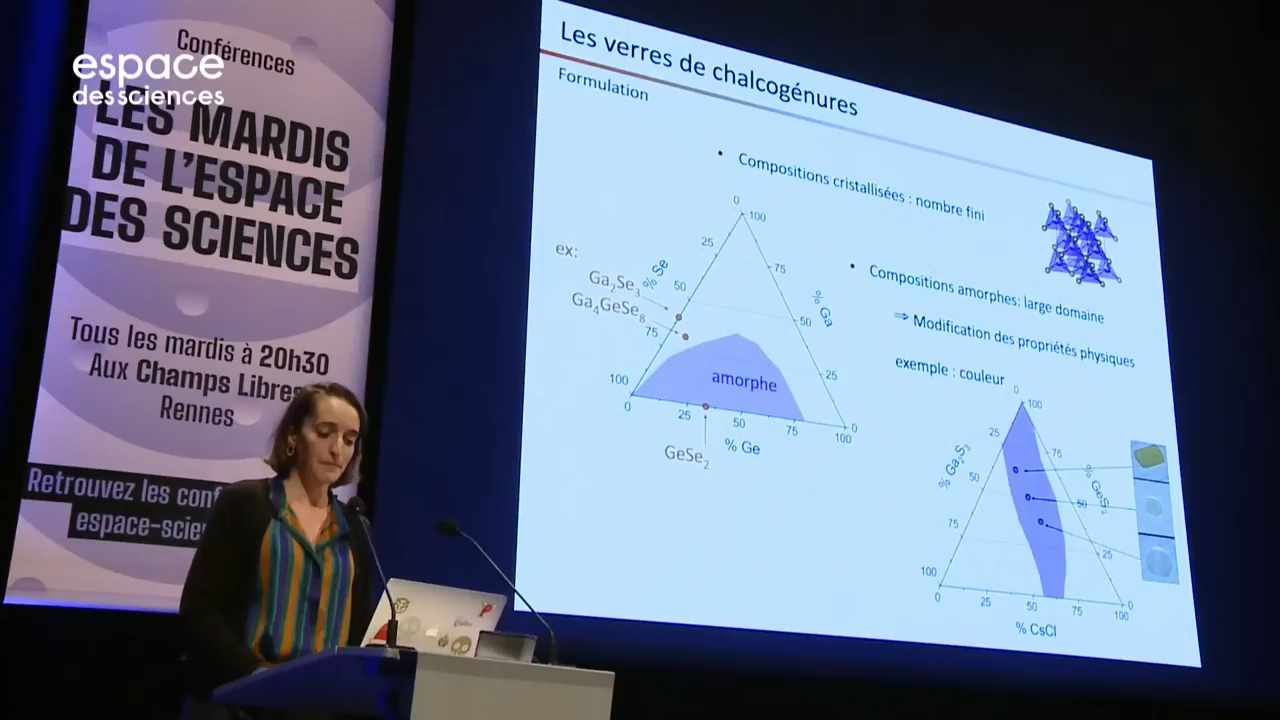 Conférences
espace
des sciences
LES MARDIS
DE L'ESPACE
DES SCIENCES
Tous les mardis à 20h30
Aux Champs Libres
Rennes
Retrouvez les conf
espace-scie
Les verres de chalcogénures
Formulation
• Compositions cristallisées : nombre fini
ex:
Ga₂Se₃
Ga₄GeSe₈
0
100
25
75
% Se
50
% Ga
50
75
25
100
amorphe
0
0
25
50
75
100
% Ge
GeSe₂
• Compositions amorphes: large domaine
⇒ Modification des propriétés physiques
exemple : couleur
0
100
25
75
% Ga₂S₃
50
% GeS₂
50
75
25
100
0
0
25
50
75
100
% CsCl